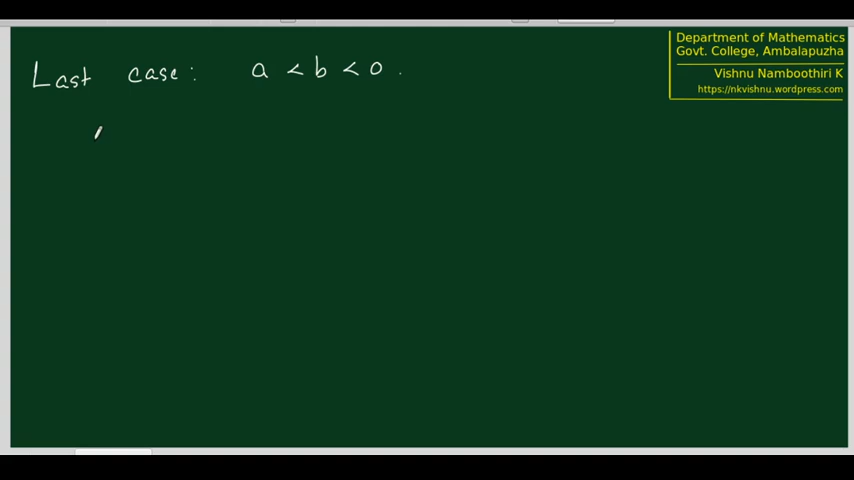 Last case: a < b < 0.
Department of Mathematics
Govt. College, Ambalapuzha
Vishnu Namboothiri K
https://nkvishnu.wordpress.com